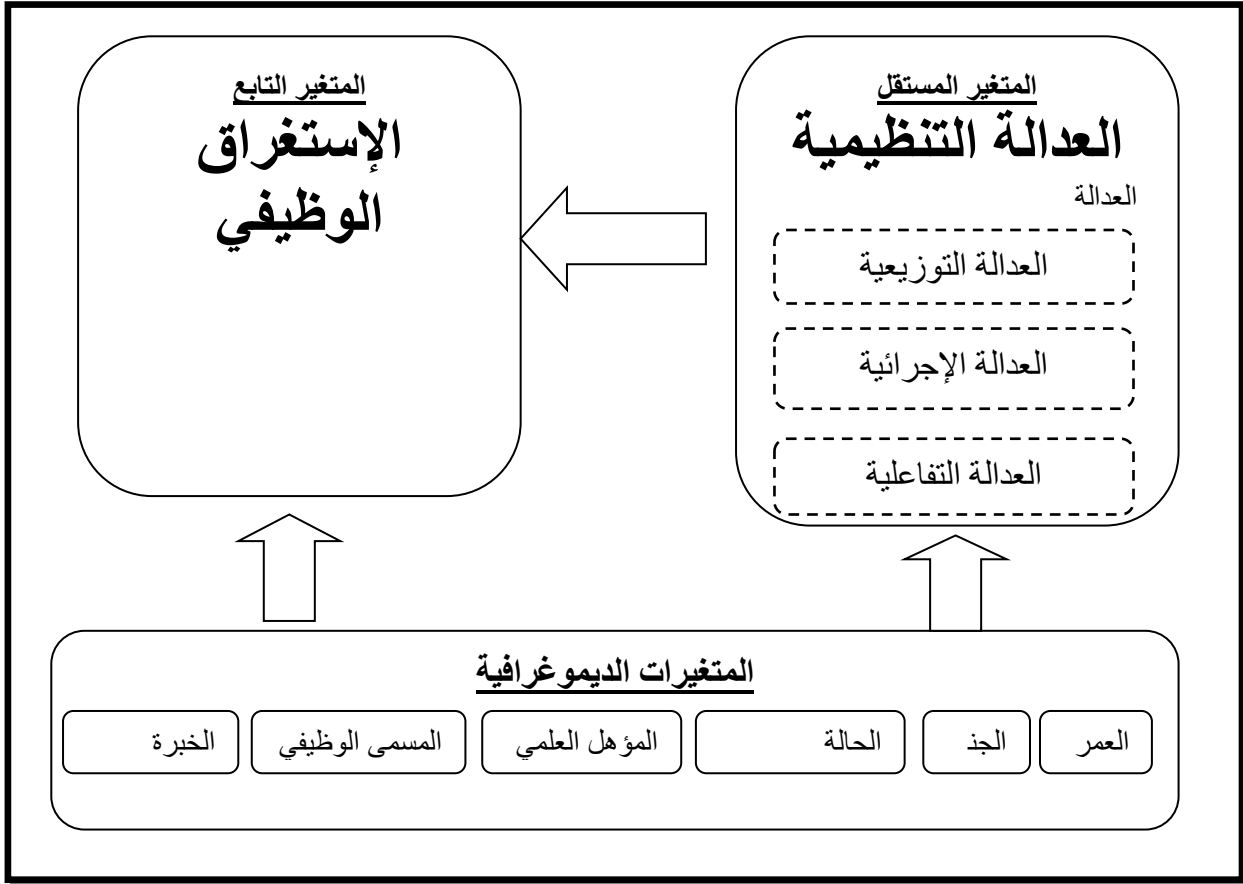 المتغير المستقل
العدالة التنظيمية
العدالة
العدالة التوزيعية
العدالة الإجرائية
العدالة التفاعلية
المتغير التابع
الإستغراق
الوظيفي
المتغيرات الديموغرافية
العمر
الجذ
الحالة
المؤهل العلمي
المسمى الوظيفي
الخبرة